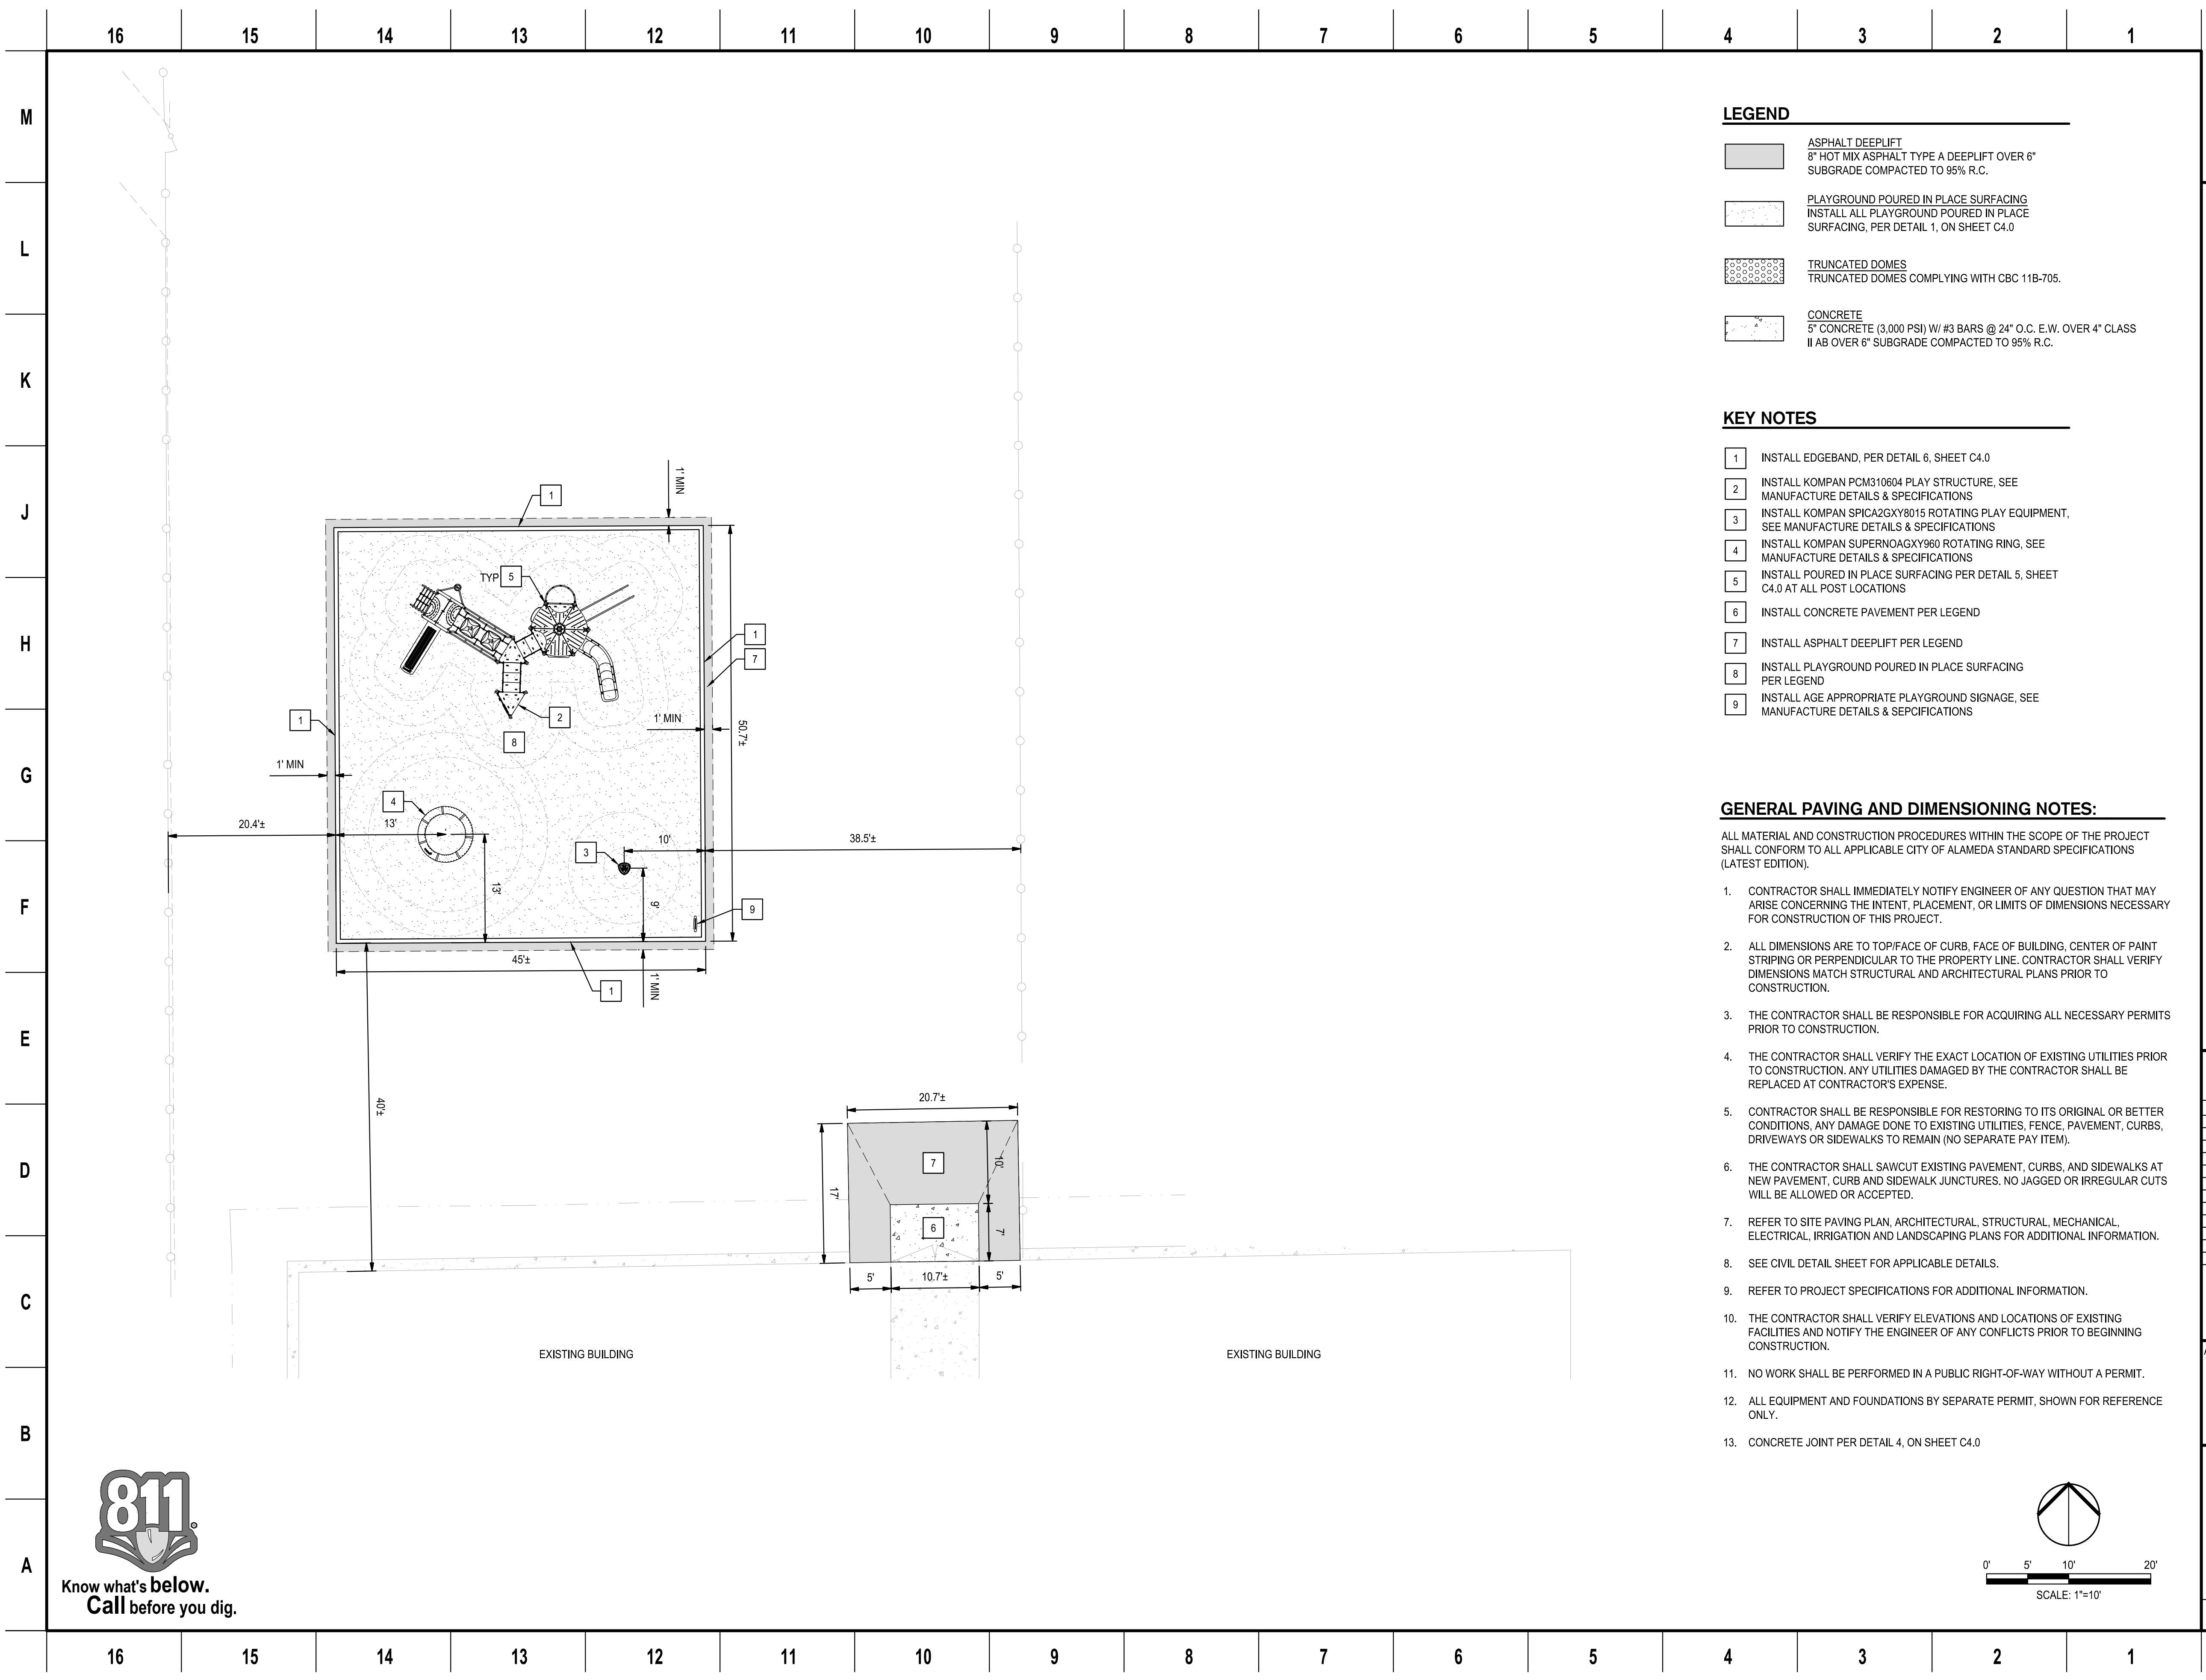 16 15 14 13 12 11 10 9 8 7 6 5 4 3 2 1
M
L
K
J
H
G
F
E
D
C
B
A
1
1' MIN
TYP 5
1
7
1
2
1' MIN
50.7'±
8
1' MIN
4
20.4'±
13'
10'
38.5'±
3
13'
9'
9
45'±
1' MIN
1
40'±
20.7'±
7
10'
17'
6
7'
5'
10.7'±
5'
EXISTING BUILDING
EXISTING BUILDING
LEGEND
ASPHALT DEEPLIFT
8" HOT MIX ASPHALT TYPE A DEEPLIFT OVER 6"
SUBGRADE COMPACTED TO 95% R.C.
PLAYGROUND POURED IN PLACE SURFACING
INSTALL ALL PLAYGROUND POURED IN PLACE
SURFACING, PER DETAIL 1, ON SHEET C4.0
TRUNCATED DOMES
TRUNCATED DOMES COMPLYING WITH CBC 11B-705.
CONCRETE
5" CONCRETE (3,000 PSI) W/ #3 BARS @ 24" O.C. E.W. OVER 4" CLASS
II AB OVER 6" SUBGRADE COMPACTED TO 95% R.C.
KEY NOTES
1 INSTALL EDGEBAND, PER DETAIL 6, SHEET C4.0
2 INSTALL KOMPAN PCM310604 PLAY STRUCTURE, SEE
MANUFACTURE DETAILS & SPECIFICATIONS
3 INSTALL KOMPAN SPICA2GXY8015 ROTATING PLAY EQUIPMENT,
SEE MANUFACTURE DETAILS & SPECIFICATIONS
4 INSTALL KOMPAN SUPERNOAGXY960 ROTATING RING, SEE
MANUFACTURE DETAILS & SPECIFICATIONS
5 INSTALL POURED IN PLACE SURFACING PER DETAIL 5, SHEET
C4.0 AT ALL POST LOCATIONS
6 INSTALL CONCRETE PAVEMENT PER LEGEND
7 INSTALL ASPHALT DEEPLIFT PER LEGEND
8 INSTALL PLAYGROUND POURED IN PLACE SURFACING
PER LEGEND
9 INSTALL AGE APPROPRIATE PLAYGROUND SIGNAGE, SEE
MANUFACTURE DETAILS & SEPCIFICATIONS
GENERAL PAVING AND DIMENSIONING NOTES:
ALL MATERIAL AND CONSTRUCTION PROCEDURES WITHIN THE SCOPE OF THE PROJECT
SHALL CONFORM TO ALL APPLICABLE CITY OF ALAMEDA STANDARD SPECIFICATIONS
(LATEST EDITION).
1. CONTRACTOR SHALL IMMEDIATELY NOTIFY ENGINEER OF ANY QUESTION THAT MAY
ARISE CONCERNING THE INTENT, PLACEMENT, OR LIMITS OF DIMENSIONS NECESSARY
FOR CONSTRUCTION OF THIS PROJECT.
2. ALL DIMENSIONS ARE TO TOP/FACE OF CURB, FACE OF BUILDING, CENTER OF PAINT
STRIPING OR PERPENDICULAR TO THE PROPERTY LINE. CONTRACTOR SHALL VERIFY
DIMENSIONS MATCH STRUCTURAL AND ARCHITECTURAL PLANS PRIOR TO
CONSTRUCTION.
3. THE CONTRACTOR SHALL BE RESPONSIBLE FOR ACQUIRING ALL NECESSARY PERMITS
PRIOR TO CONSTRUCTION.
4. THE CONTRACTOR SHALL VERIFY THE EXACT LOCATION OF EXISTING UTILITIES PRIOR
TO CONSTRUCTION. ANY UTILITIES DAMAGED BY THE CONTRACTOR SHALL BE
REPLACED AT CONTRACTOR'S EXPENSE.
5. CONTRACTOR SHALL BE RESPONSIBLE FOR RESTORING TO ITS ORIGINAL OR BETTER
CONDITIONS, ANY DAMAGE DONE TO EXISTING UTILITIES, FENCE, PAVEMENT, CURBS,
DRIVEWAYS OR SIDEWALKS TO REMAIN (NO SEPARATE PAY ITEM).
6. THE CONTRACTOR SHALL SAWCUT EXISTING PAVEMENT, CURBS, AND SIDEWALKS AT
NEW PAVEMENT, CURB AND SIDEWALK JUNCTURES. NO JAGGED OR IRREGULAR CUTS
WILL BE ALLOWED OR ACCEPTED.
7. REFER TO SITE PAVING PLAN, ARCHITECTURAL, STRUCTURAL, MECHANICAL,
ELECTRICAL, IRRIGATION AND LANDSCAPING PLANS FOR ADDITIONAL INFORMATION.
8. SEE CIVIL DETAIL SHEET FOR APPLICABLE DETAILS.
9. REFER TO PROJECT SPECIFICATIONS FOR ADDITIONAL INFORMATION.
10. THE CONTRACTOR SHALL VERIFY ELEVATIONS AND LOCATIONS OF EXISTING
FACILITIES AND NOTIFY THE ENGINEER OF ANY CONFLICTS PRIOR TO BEGINNING
CONSTRUCTION.
11. NO WORK SHALL BE PERFORMED IN A PUBLIC RIGHT-OF-WAY WITHOUT A PERMIT.
12. ALL EQUIPMENT AND FOUNDATIONS BY SEPARATE PERMIT, SHOWN FOR REFERENCE
ONLY.
13. CONCRETE JOINT PER DETAIL 4, ON SHEET C4.0
811
Know what's below.
Call before you dig.
0' 5' 10' 20'
SCALE: 1"=10'
16 15 14 13 12 11 10 9 8 7 6 5 4 3 2 1